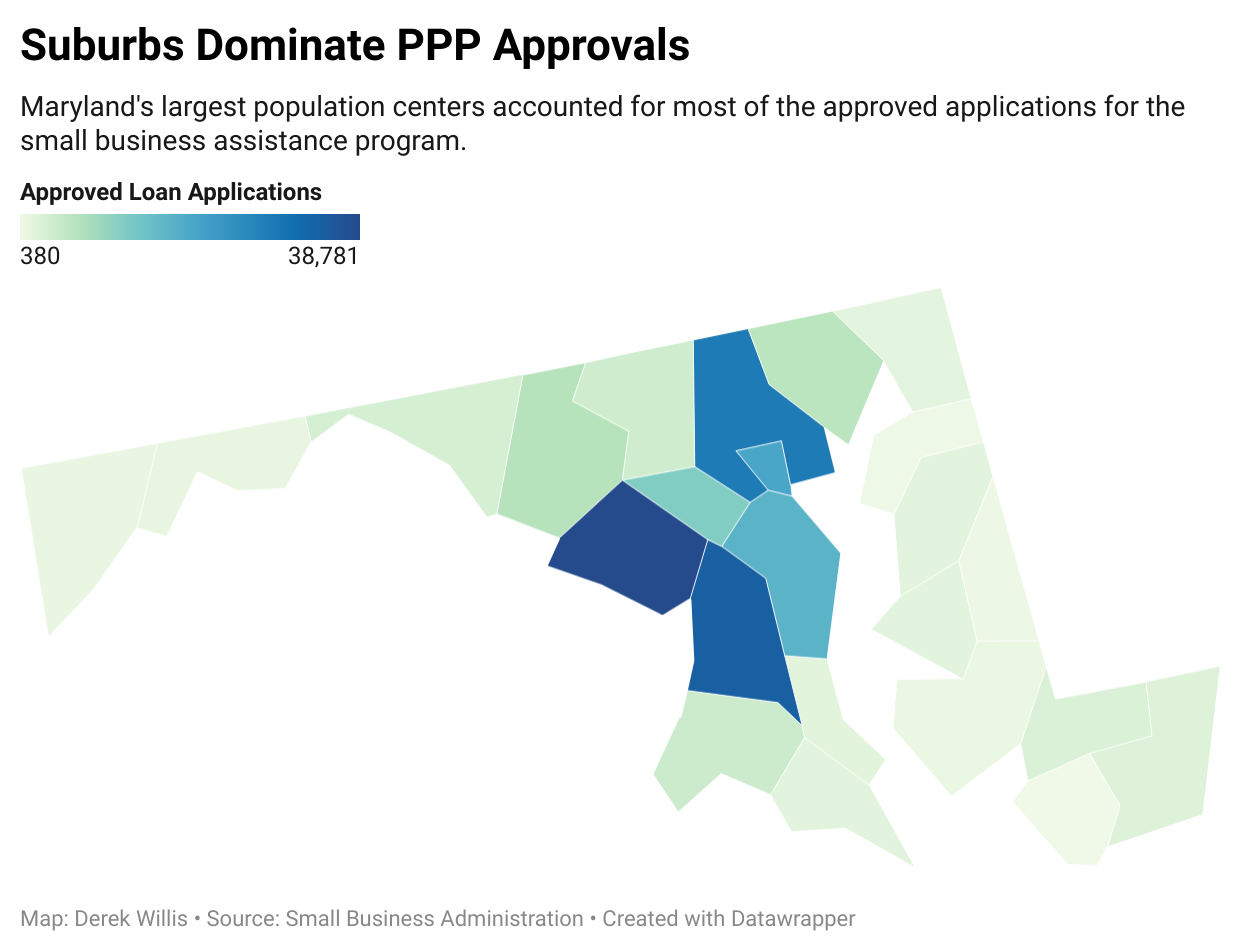 Suburbs Dominate PPP Approvals
Maryland's largest population centers accounted for most of the approved applications for the
small business assistance program.
Approved Loan Applications
380 38,781
Map: Derek Willis • Source: Small Business Administration • Created with Datawrapper